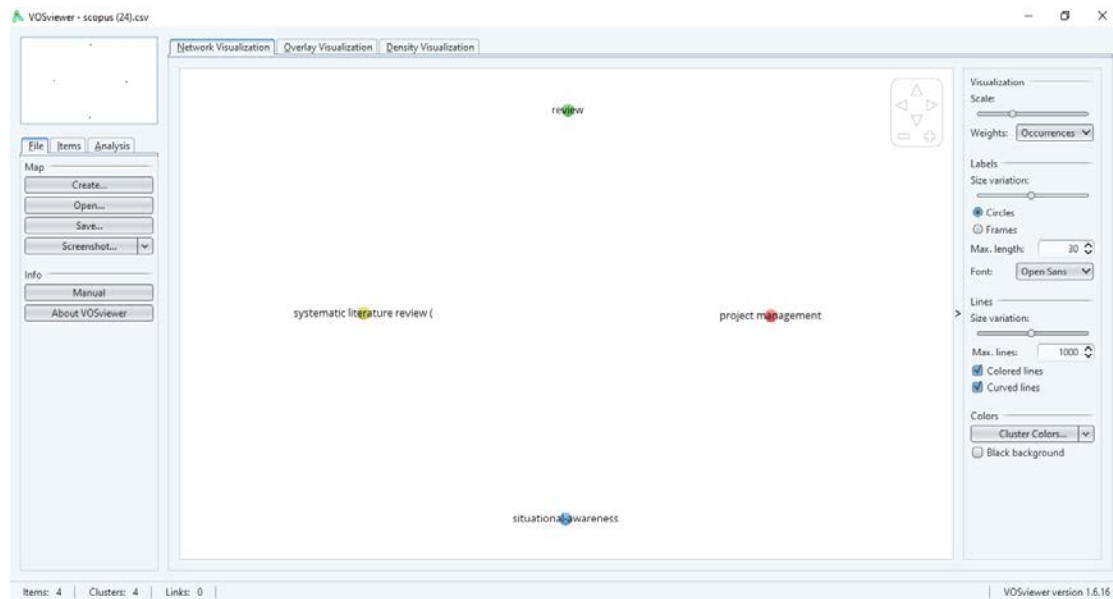 VOSviewer - scopus (24).csv
Network Visualization Overlay Visualization Density Visualization
File Items Analysis
Map
Create...
Open...
Save...
Screenshot...
Info
Manual
About VOSviewer
review
systematic literature review (
project management
situational-awareness
>
Visualization
Scale:
Weights: Occurrences
Labels
Size variation:
Circles
Frames
Max. length: 30
Font: Open Sans
Lines
Size variation:
Max. lines: 1000
Colored lines
Curved lines
Colors
Cluster Colors...
Black background
Items: 4 | Clusters: 4 | Links: 0 |
VOSviewer version 1.6.16